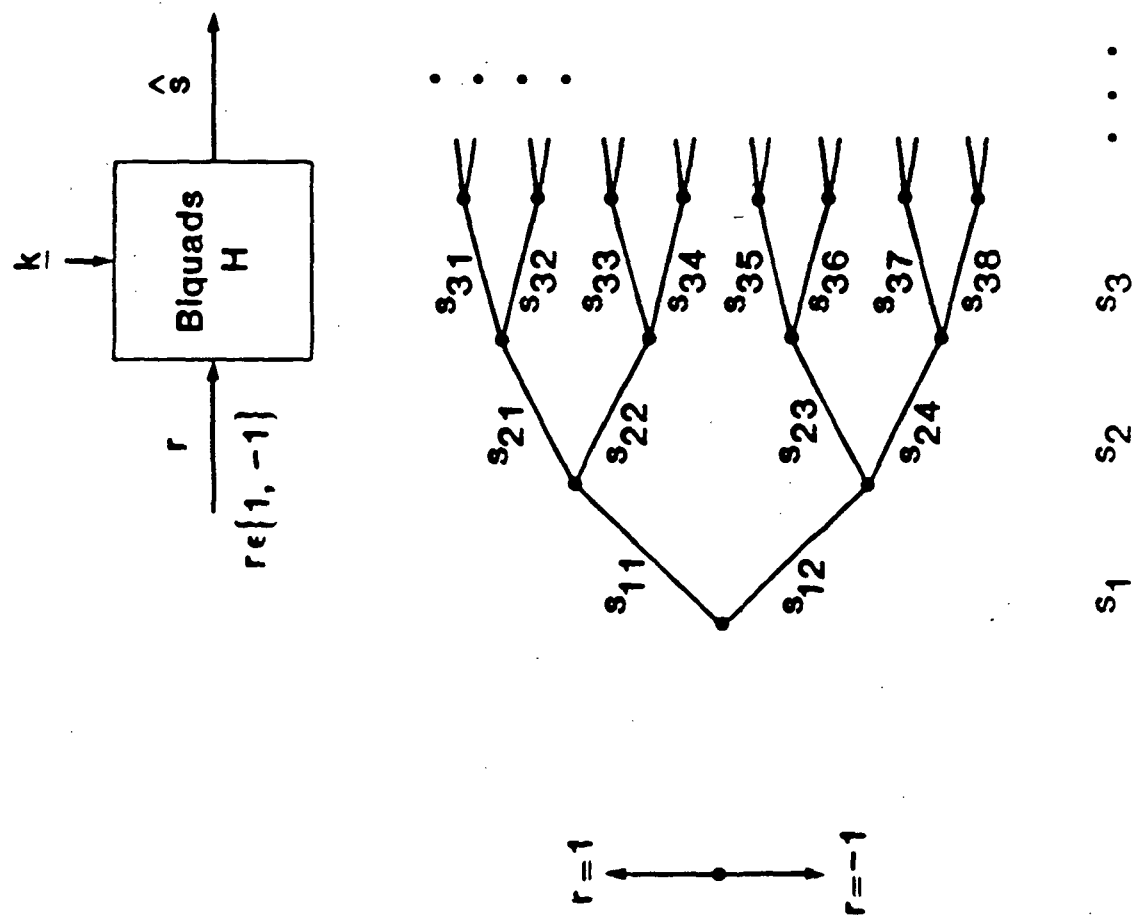 k
r
r∈{1, −1}
Biquads
H
ŝ
r=1
r=−1
s11
s12
s21
s22
s23
s24
s31
s32
s33
s34
s35
s36
s37
s38
s1
s2
s3
. . .